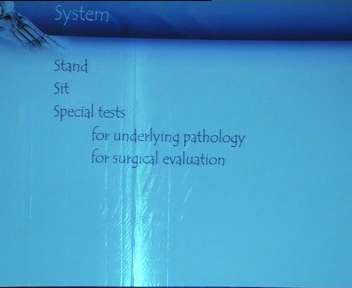 System
Stand
Sit
Special tests
for underlying pathology
for surgical evaluation